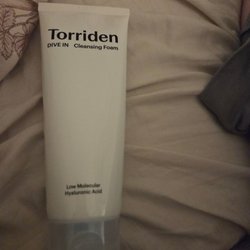 Torriden
DIVE IN Cleansing Foam
Low Molecular
Hyaluronic Acid